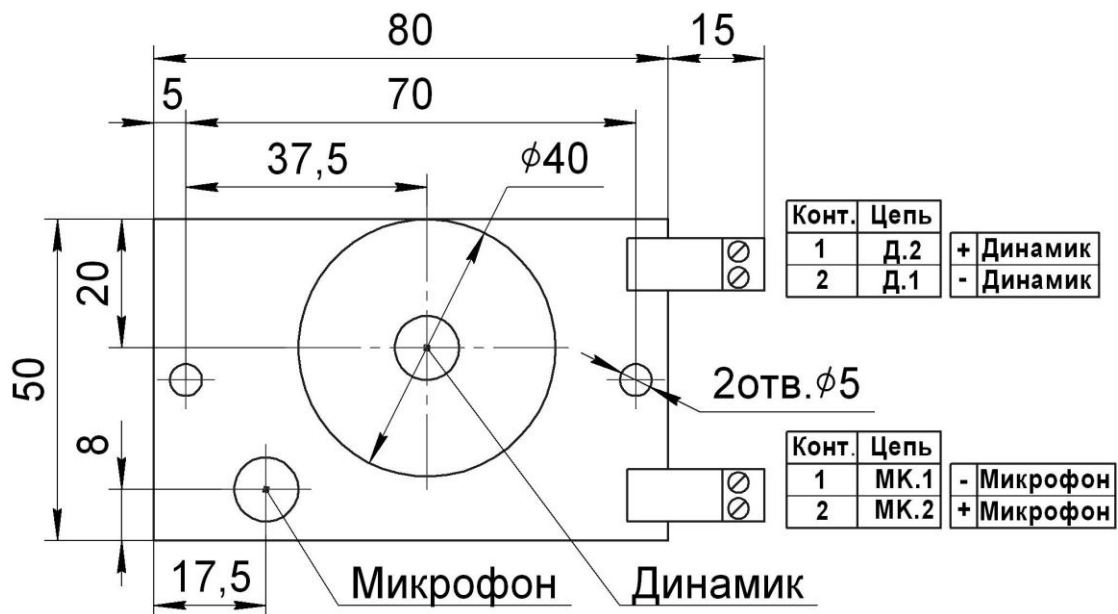 80
15
5
70
37,5
ϕ40
Конт. Цепь
1 Д.2 + Динамик
2 Д.1 - Динамик
20
50
2отв.ϕ5
8
Конт. Цепь
1 МК.1 - Микрофон
2 МК.2 + Микрофон
17,5
Микрофон
Динамик